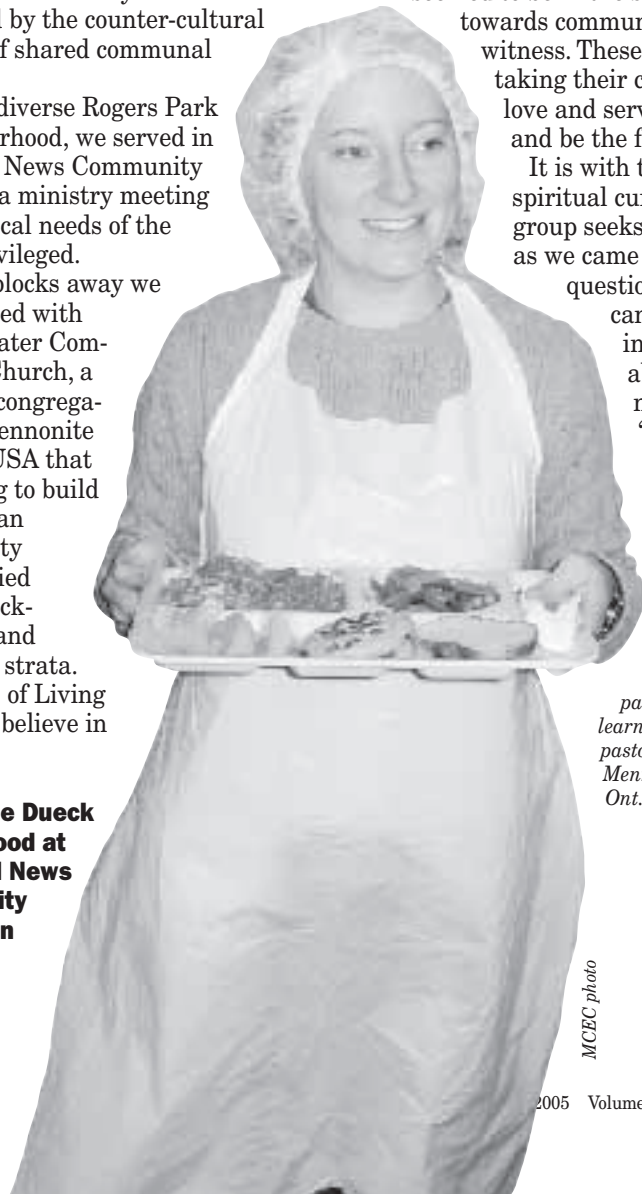 l by the counter-cultural
f shared communal
diverse Rogers Park
rhood, we served in
News Community
a ministry meeting
cal needs of the
vileged.
blocks away we
ed with
ater Com-
Church, a
congrega-
ennonite
USA that
g to build
an
ty
ied
ck-
and
strata.
of Living
believe in
e Dueck
ood at
News
ity
n
towards commun
witness. These
taking their c
love and serv
and be the f
It is with t
spiritual cu
group seeks
as we came
questio
car
in
a
pa
learn
pasto
Men
Ont.
MCEC photo
2005 Volume